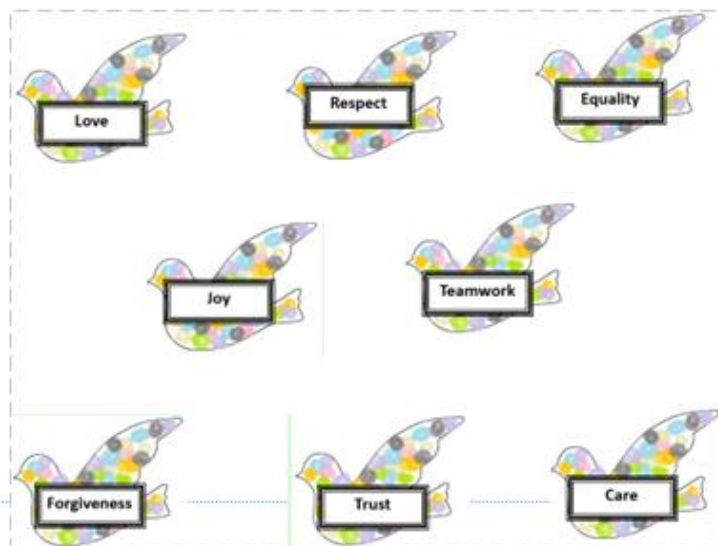 Love
Respect
Equality
Joy
Teamwork
Forgiveness
Trust
Care